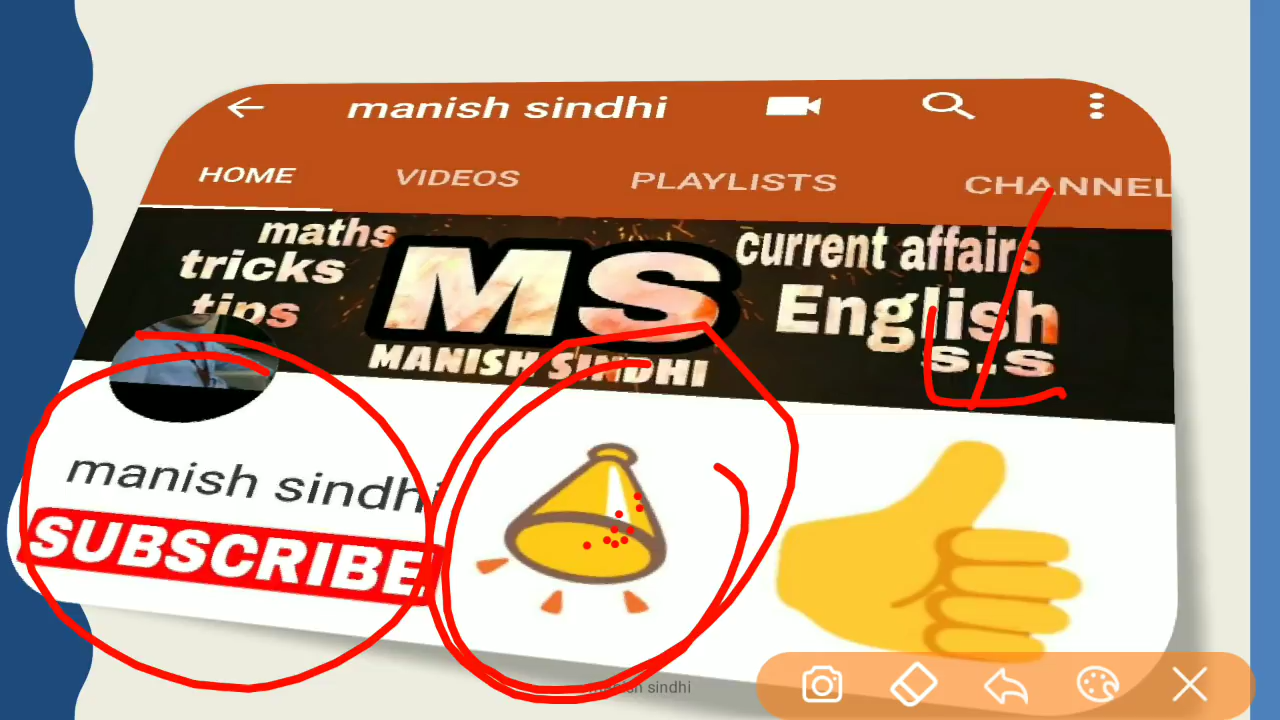 manish sindhi
HOME VIDEOS PLAYLISTS CHANNEL
maths
tricks
tips
MS
MANISH SINDHI
current affairs
English
s.s
manish sindhi
SUBSCRIBE
manish sindhi